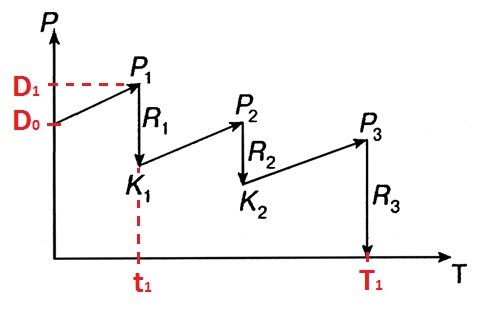 P
D₁
P₁
D₀
R₁
P₂
P₃
K₁
R₂
K₂
R₃
t₁
T₁
T